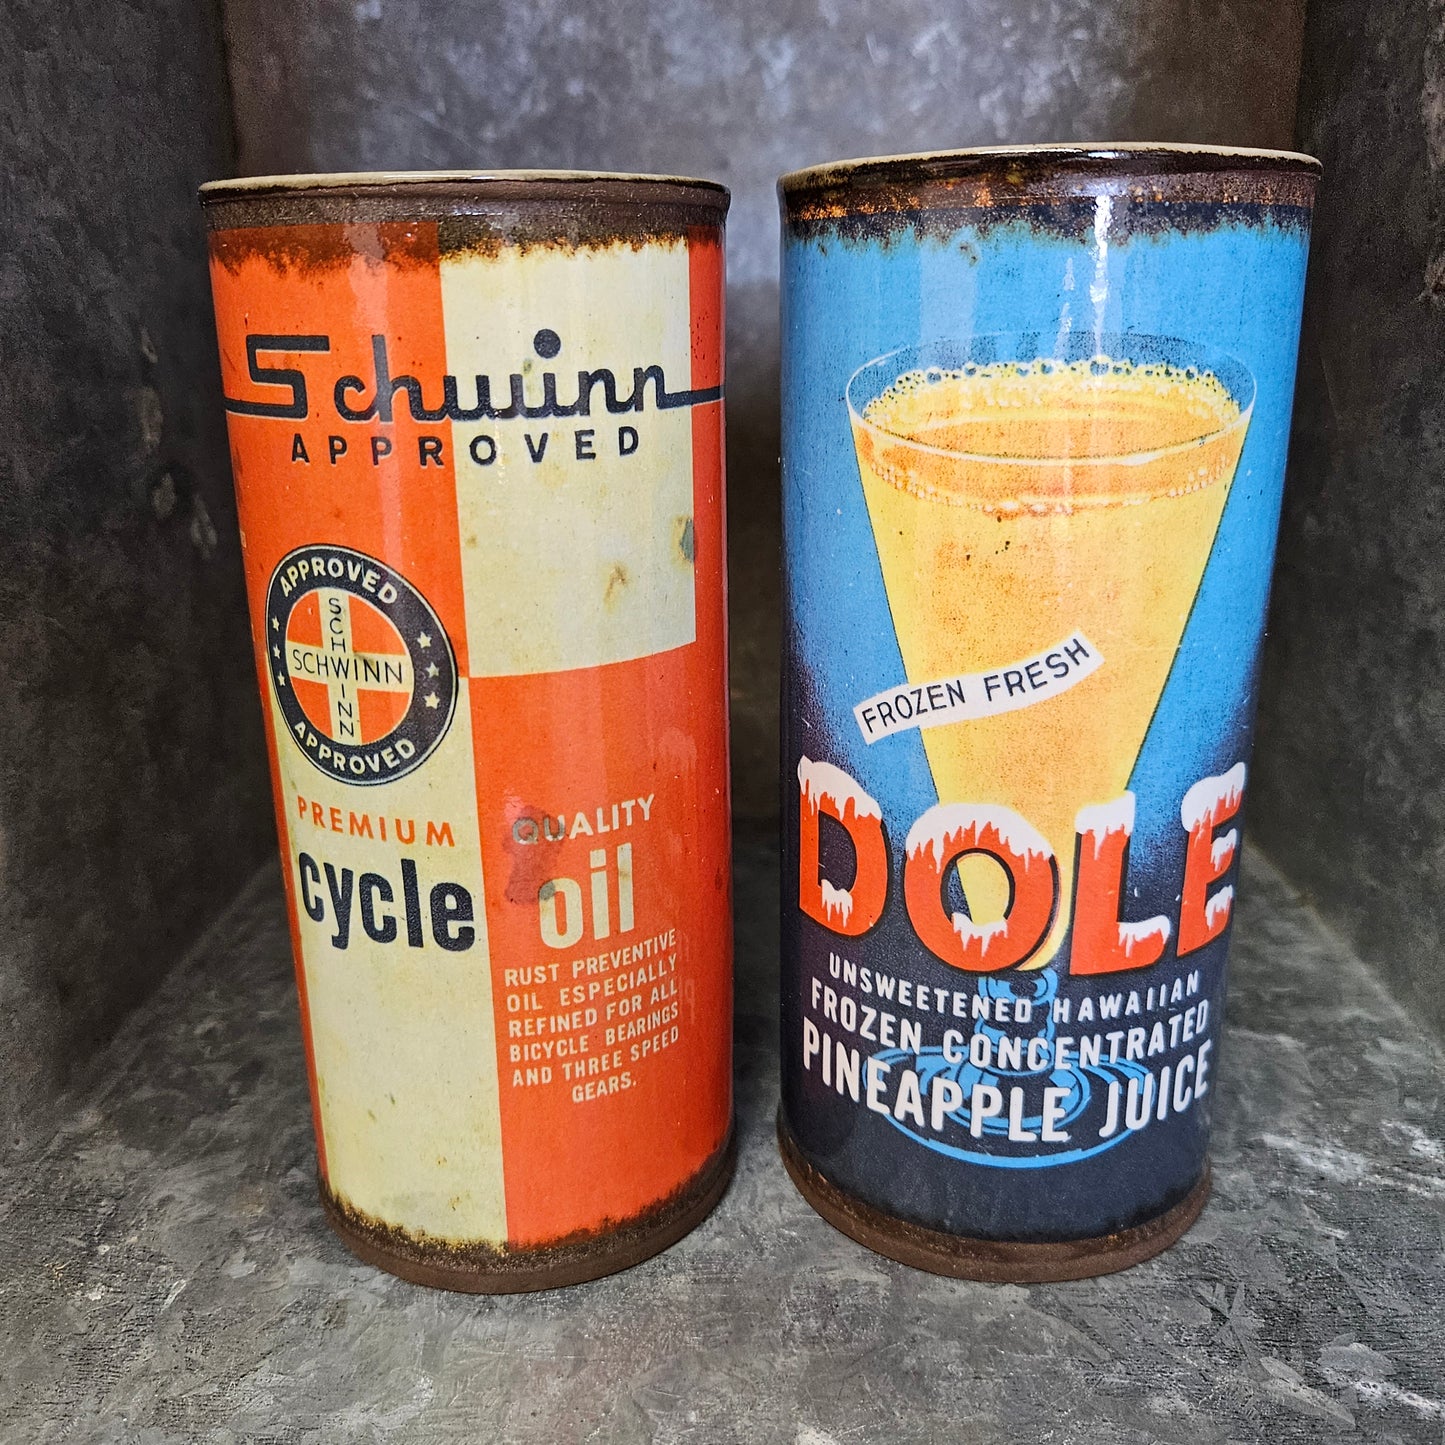 Schwinn
APPROVED
APPROVED
SCHWINN
SCHWINN
APPROVED
PREMIUM
cycle
QUALITY
oil
RUST PREVENTIVE
OIL ESPECIALLY
REFINED FOR ALL
BICYCLE BEARINGS
AND THREE SPEED
GEARS.
FROZEN FRESH
DOLE
UNSWEETENED HAWAIIAN
FROZEN CONCENTRATED
PINEAPPLE JUICE